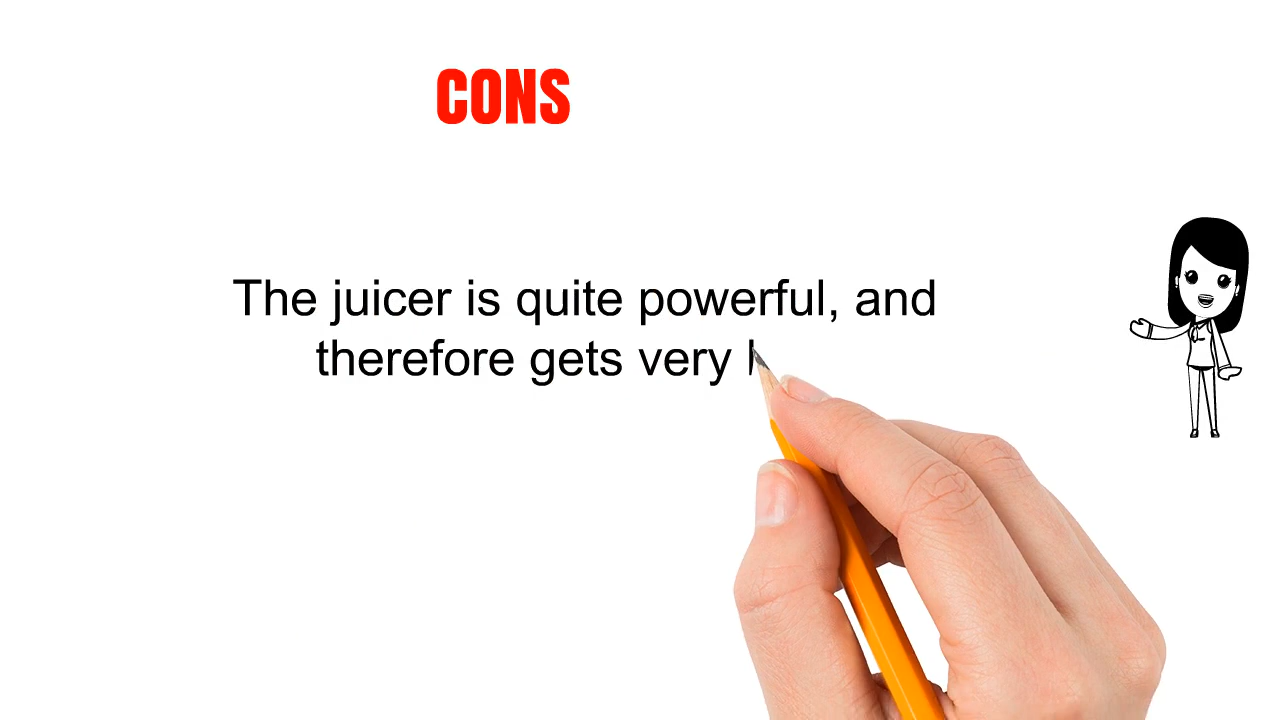 CONS
The juicer is quite powerful, and
therefore gets very